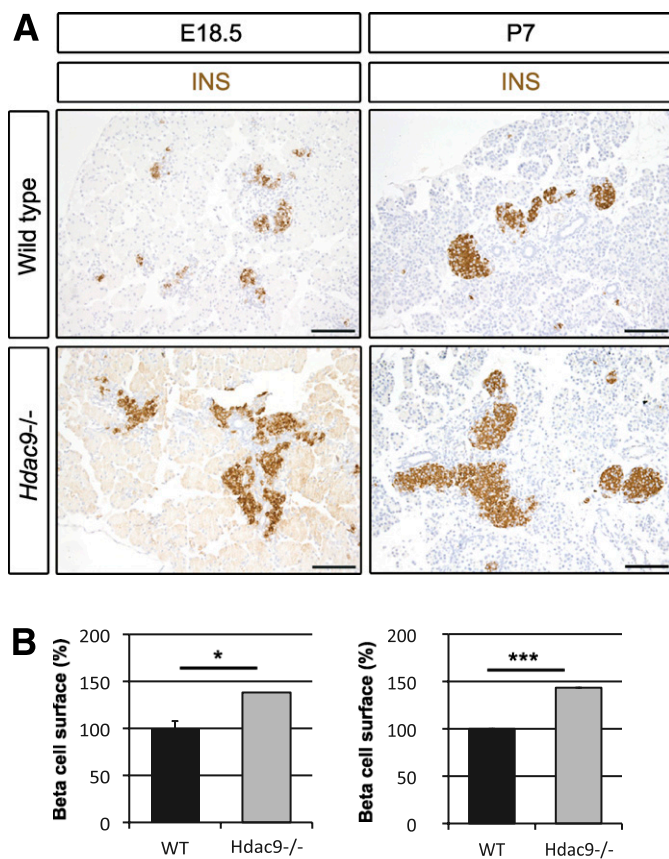 A
E18.5
P7
INS
INS
Wild type
Hdac9-/-
B
Beta cell surface (%)
200
150
100
50
0
*
WT
Hdac9-/-
Beta cell surface (%)
200
150
100
50
0
***
WT
Hdac9-/-